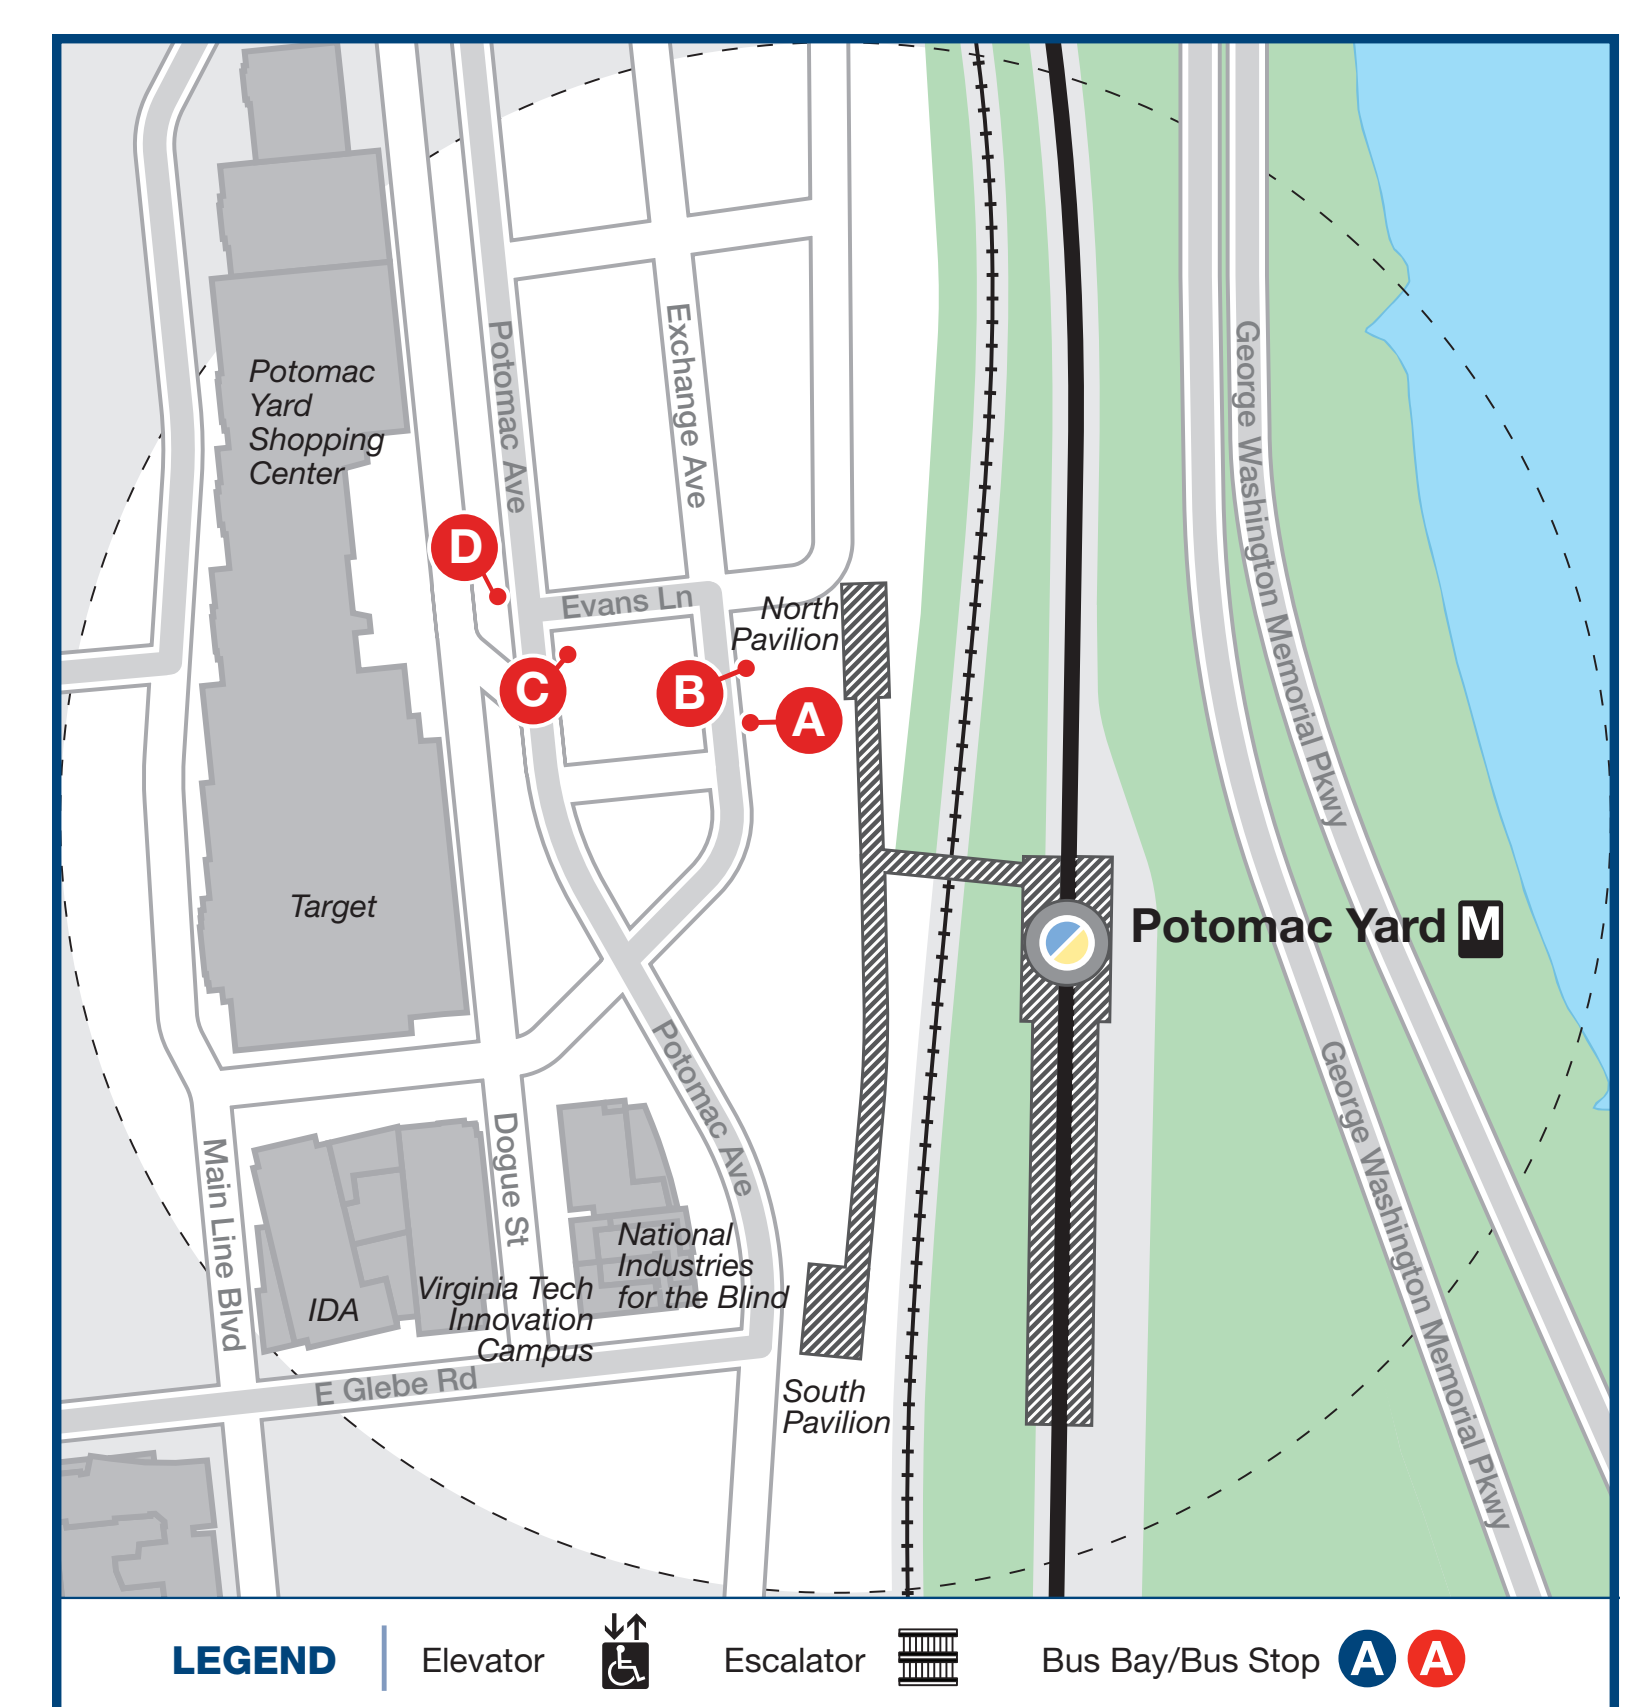 Potomac
Yard
Shopping
Center
Potomac Ave
Exchange Ave
George Washington Memorial Pkwy
D
Evans Ln
North
Pavilion
C
B
A
Target
Potomac Yard M
Potomac Ave
George Washington Memorial Pkwy
Main Line Blvd
Dogue St
National
Industries
for the Blind
Virginia Tech
Innovation
Campus
IDA
E Glebe Rd
South
Pavilion
LEGEND
Elevator
Escalator
Bus Bay/Bus Stop A A